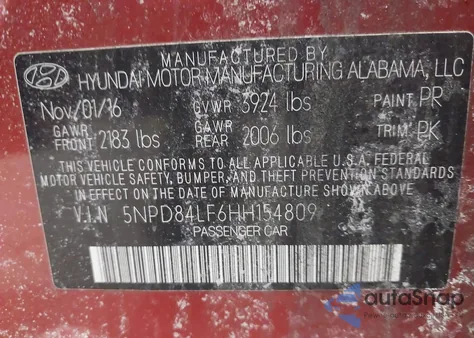 MANUFACTURED BY
HYUNDAI MOTOR MANUFACTURING ALABAMA, LLC
Nov/01/16 GVWR 3924 lbs PAINT PR
GAWR FRONT 2183 lbs GAWR REAR 2006 lbs TRIM PK
THIS VEHICLE CONFORMS TO ALL APPLICABLE U.S.A. FEDERAL
MOTOR VEHICLE SAFETY, BUMPER, AND THEFT PREVENTION
STANDARDS IN EFFECT ON THE DATE OF MANUFACTURE SHOWN ABOVE.
V.I.N 5NPD84LF6HH154809
PASSENGER CAR
autoSnap